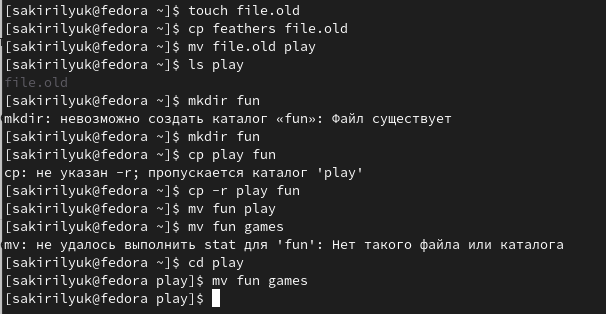 [sakirilyuk@fedora ~]$ touch file.old
[sakirilyuk@fedora ~]$ cp feathers file.old
[sakirilyuk@fedora ~]$ mv file.old play
[sakirilyuk@fedora ~]$ ls play
file.old
[sakirilyuk@fedora ~]$ mkdir fun
mkdir: невозможно создать каталог «fun»: Файл существует
[sakirilyuk@fedora ~]$ mkdir fun
[sakirilyuk@fedora ~]$ cp play fun
cp: не указан -r; пропускается каталог 'play'
[sakirilyuk@fedora ~]$ cp -r play fun
[sakirilyuk@fedora ~]$ mv fun play
[sakirilyuk@fedora ~]$ mv fun games
mv: не удалось выполнить stat для 'fun': Нет такого файла или каталога
[sakirilyuk@fedora ~]$ cd play
[sakirilyuk@fedora play]$ mv fun games
[sakirilyuk@fedora play]$